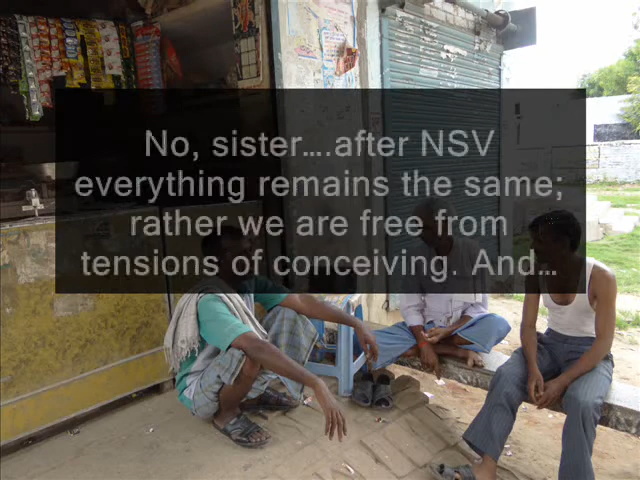 No, sister....after NSV
everything remains the same;
rather we are free from
tensions of conceiving. And...